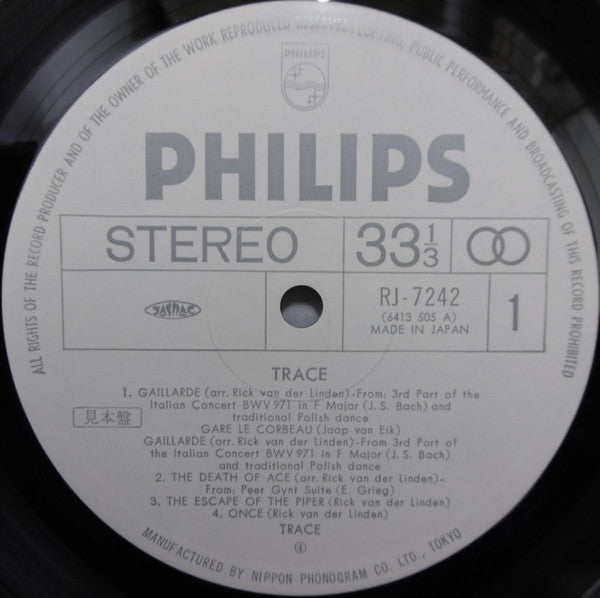 ALL RIGHTS OF THE RECORD PRODUCER AND OF THE OWNER OF THE WORK REPRODUCED RESERVED, COPYING, PUBLIC PERFORMANCE AND BROADCASTING OF THIS RECORD PROHIBITED
PHILIPS
PHILIPS
STEREO
33 1/3
JASRAC
RJ-7242
(6413 505 A)
MADE IN JAPAN
1
TRACE
1. GAILLARDE (arr. Rick van der Linden)-From: 3rd Part of the
Italian Concert BWV 971 in F Major (J. S. Bach) and
traditional Polish dance
見本盤
GARE LE CORBEAU (Jaap van Eik)
GAILLARDE (arr. Rick van der Linden)-From 3rd Part of
the Italian Concert BWV 971 in F Major (J. S. Bach)
and traditional Polish dance
2. THE DEATH OF ACE (arr. Rick van der Linden)-
From: Peer Gynt Suite (E. Grieg)
3. THE ESCAPE OF THE PIPER (Rick van der Linden)
4. ONCE (Rick van der Linden)
TRACE
④
MANUFACTURED BY NIPPON PHONOGRAM CO. LTD., TOKYO